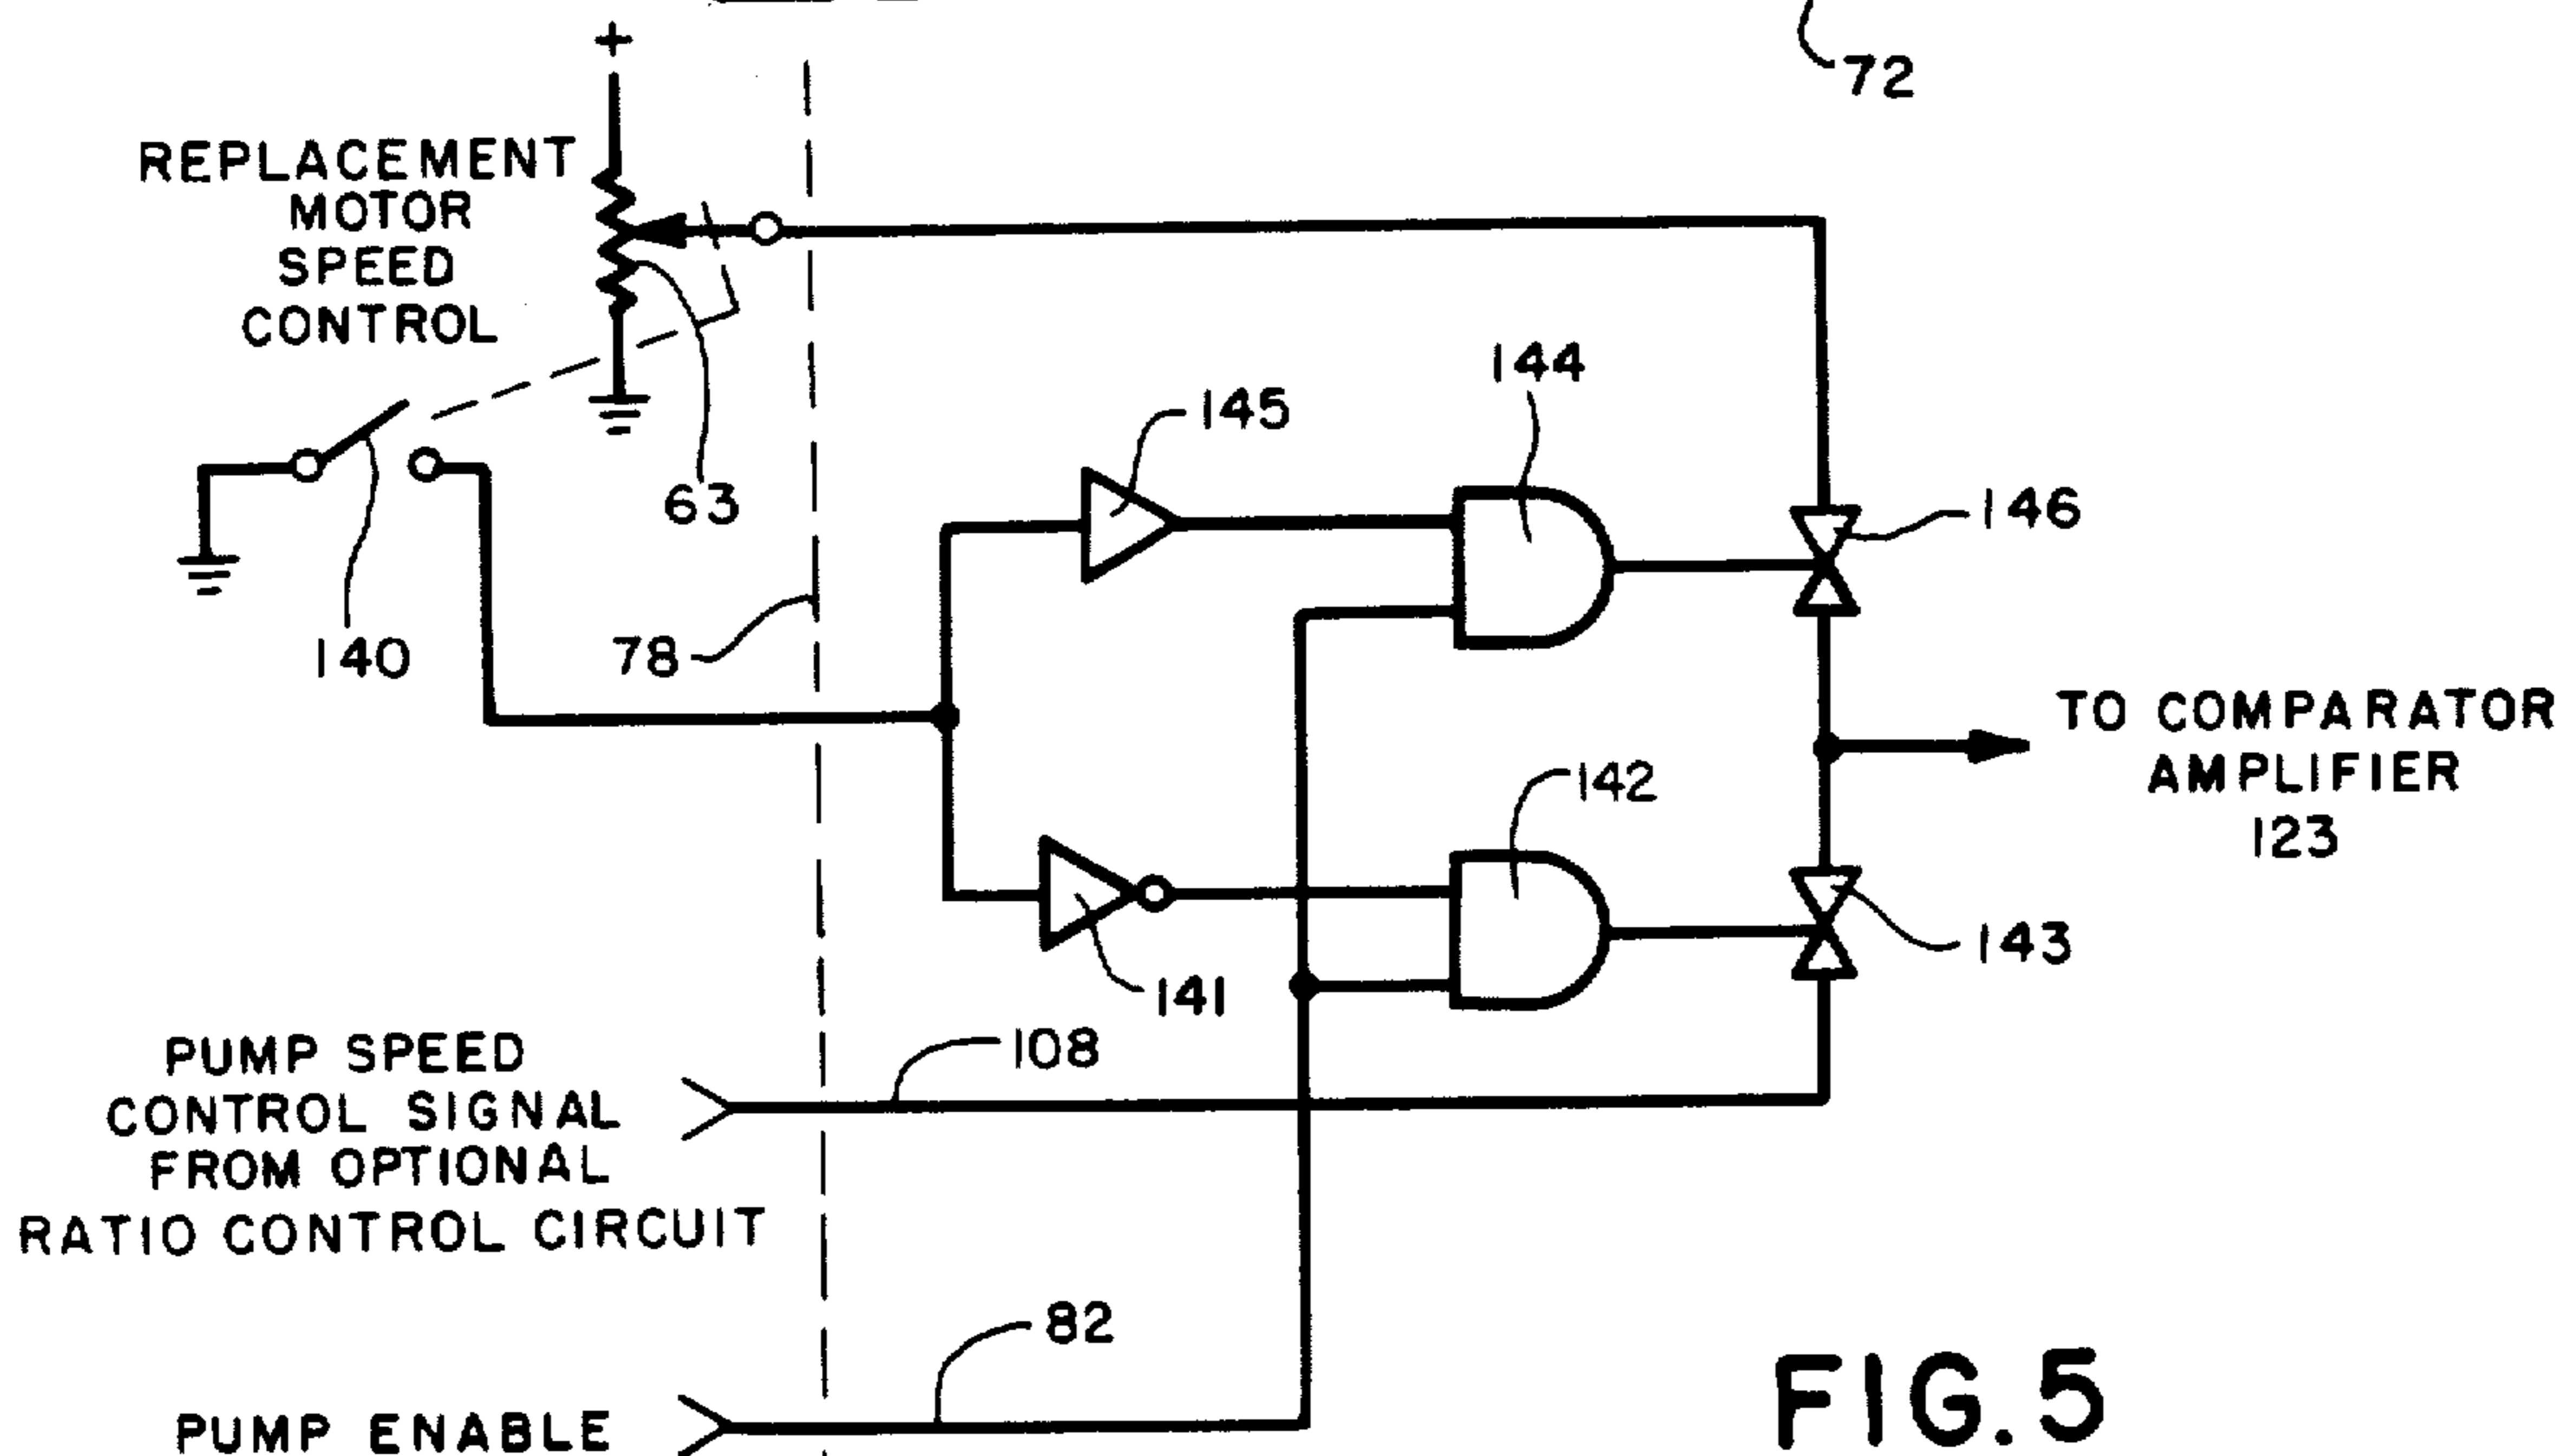 +
72
REPLACEMENT
MOTOR
SPEED
CONTROL
144
145
146
63
140
78
TO COMPARATOR
AMPLIFIER
123
142
143
141
PUMP SPEED
CONTROL SIGNAL
FROM OPTIONAL
RATIO CONTROL CIRCUIT
108
82
PUMP ENABLE
FIG. 5